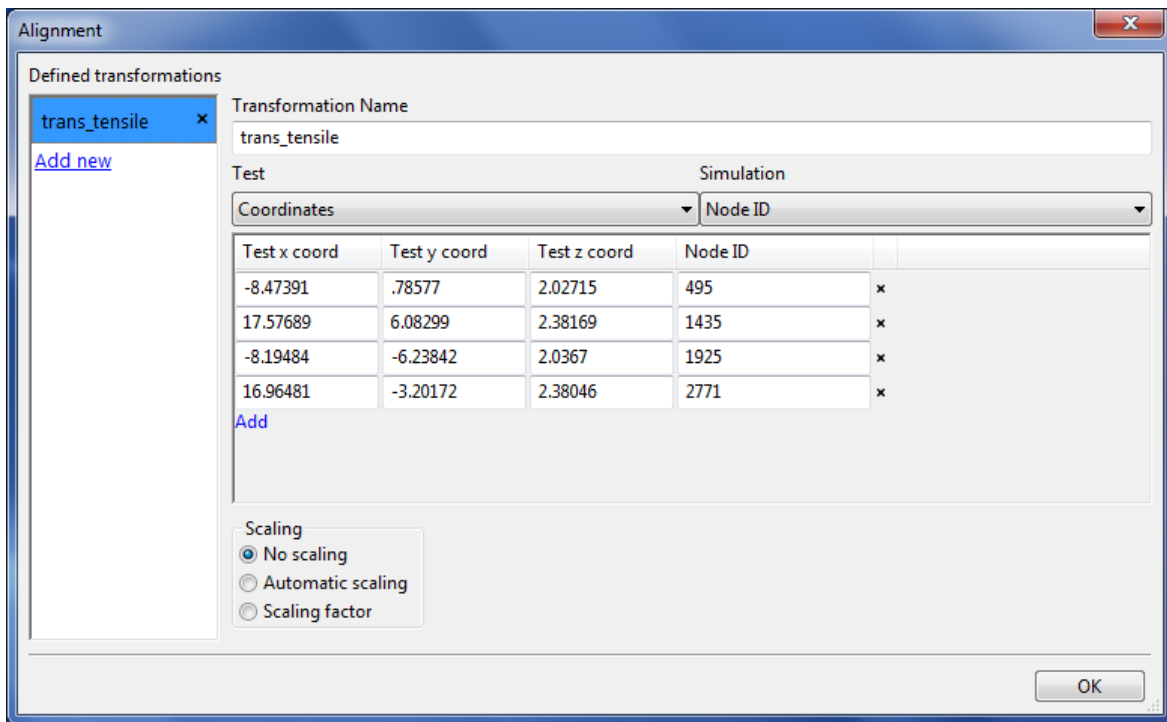 Alignment
Defined transformations
trans_tensile ×
Add new
Transformation Name
trans_tensile
Test Simulation
Coordinates Node ID
Test x coord Test y coord Test z coord Node ID
-8.47391 .78577 2.02715 495 ×
17.57689 6.08299 2.38169 1435 ×
-8.19484 -6.23842 2.0367 1925 ×
16.96481 -3.20172 2.38046 2771 ×
Add
Scaling
No scaling
Automatic scaling
Scaling factor
OK